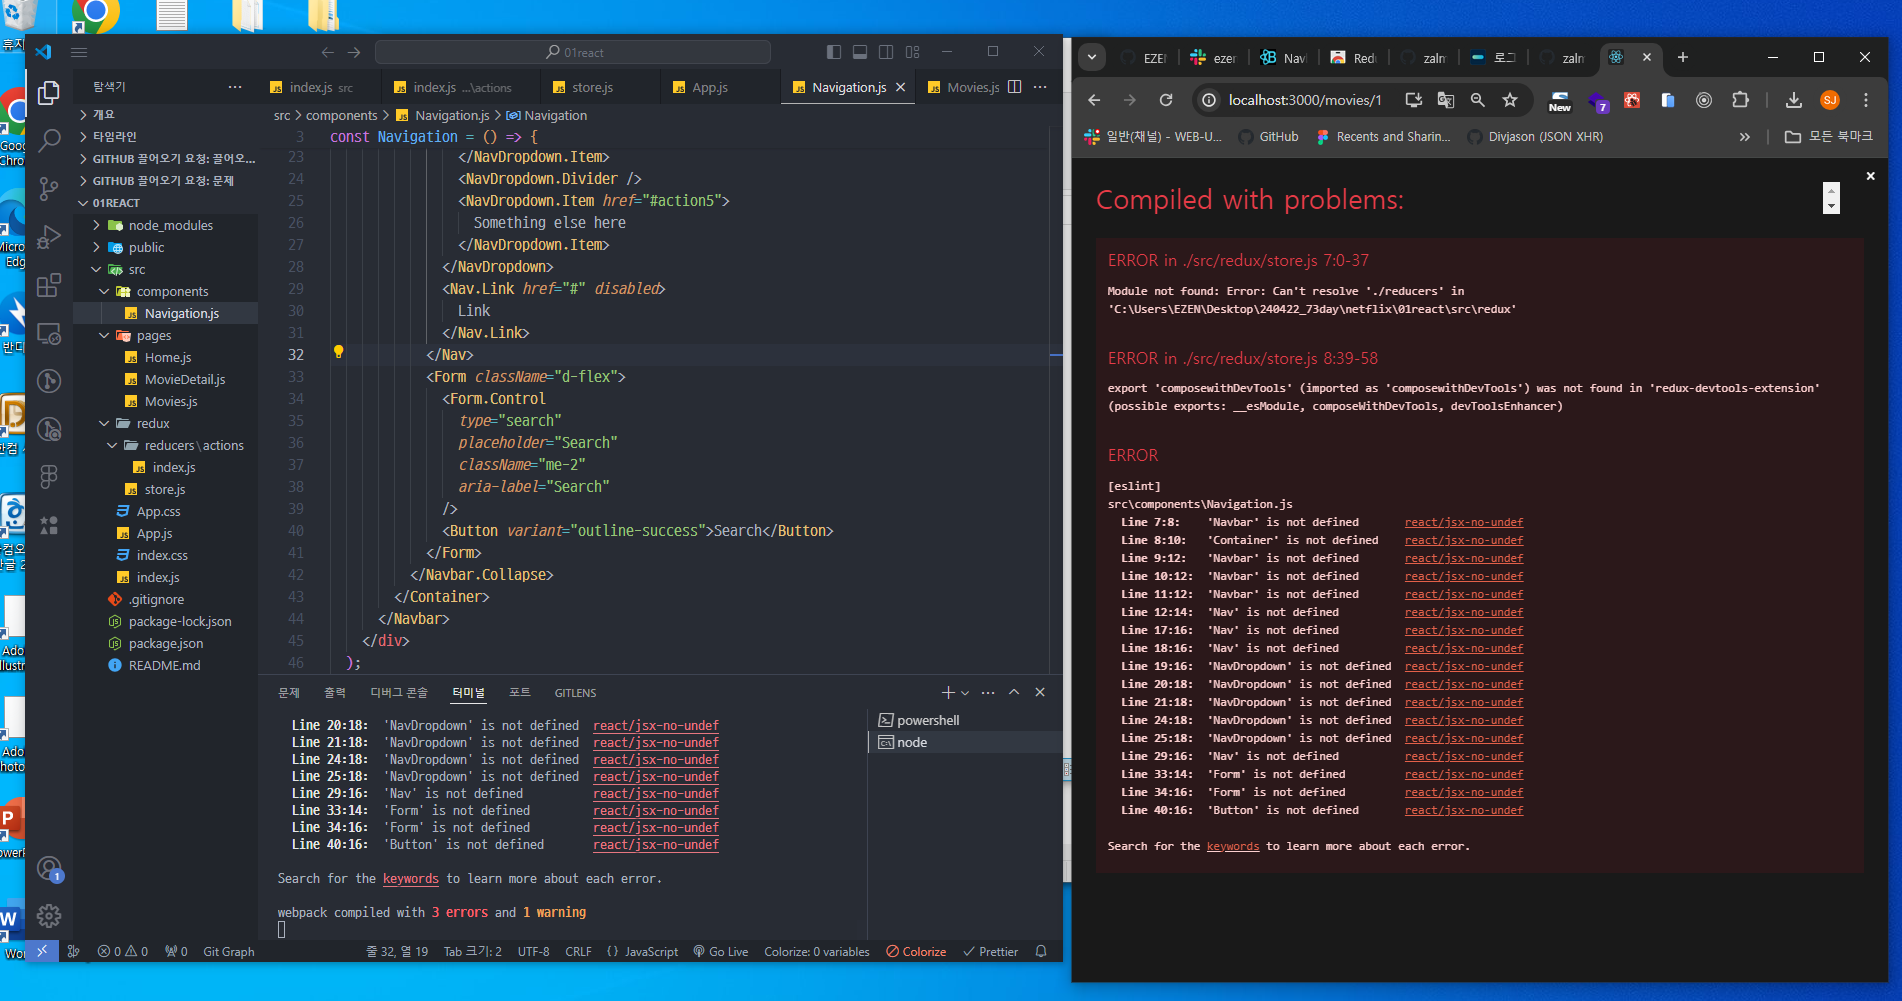 휴지
Goo
Chro
Micro
Edg
반디
한컴
한글 2
Ado
Illust
Ado
Photo
owerP
Wor
01react
탐색기
개요
타임라인
GITHUB 끌어오기 요청: 끌어오...
GITHUB 끌어오기 요청: 문제
01REACT
node_modules
public
src
components
Navigation.js
pages
Home.js
MovieDetail.js
Movies.js
redux
reducers\actions
index.js
store.js
App.css
App.js
index.css
index.js
.gitignore
package-lock.json
package.json
README.md
index.js src
index.js ...\actions
store.js
App.js
Navigation.js
Movies.js
src > components > Navigation.js > Navigation
3 const Navigation = () => {
23 </NavDropdown.Item>
24 <NavDropdown.Divider />
25 <NavDropdown.Item href="#action5">
26 Something else here
27 </NavDropdown.Item>
28 </NavDropdown>
29 <Nav.Link href="#" disabled>
30 Link
31 </Nav.Link>
32 </Nav>
33 <Form className="d-flex">
34 <Form.Control
35 type="search"
36 placeholder="Search"
37 className="me-2"
38 aria-label="Search"
39 />
40 <Button variant="outline-success">Search</Button>
41 </Form>
42 </Navbar.Collapse>
43 </Container>
44 </Navbar>
45 </div>
46 );
문제 출력 디버그 콘솔 터미널 포트 GITLENS
powershell
node
Line 20:18: 'NavDropdown' is not defined react/jsx-no-undef
Line 21:18: 'NavDropdown' is not defined react/jsx-no-undef
Line 24:18: 'NavDropdown' is not defined react/jsx-no-undef
Line 25:18: 'NavDropdown' is not defined react/jsx-no-undef
Line 29:16: 'Nav' is not defined react/jsx-no-undef
Line 33:14: 'Form' is not defined react/jsx-no-undef
Line 34:16: 'Form' is not defined react/jsx-no-undef
Line 40:16: 'Button' is not defined react/jsx-no-undef
Search for the keywords to learn more about each error.
webpack compiled with 3 errors and 1 warning
1
0 0 0 Git Graph 줄 32, 열 19 Tab 크기: 2 UTF-8 CRLF {} JavaScript Go Live Colorize: 0 variables Colorize Prettier
EZEN ezer Navl Redu zalm 로그 zalm
localhost:3000/movies/1 New 7 SJ
일반(채널) - WEB-U... GitHub Recents and Sharin... Divjason (JSON XHR) » 모든 북마크
Compiled with problems:
ERROR in ./src/redux/store.js 7:0-37
Module not found: Error: Can't resolve './reducers' in
'C:\Users\EZEN\Desktop\240422_73day\netflix\01react\src\redux'
ERROR in ./src/redux/store.js 8:39-58
export 'composewithDevTools' (imported as 'composewithDevTools') was not found in 'redux-devtools-extension'
(possible exports: __esModule, composeWithDevTools, devToolsEnhancer)
ERROR
[eslint]
src\components\Navigation.js
Line 7:8: 'Navbar' is not defined react/jsx-no-undef
Line 8:10: 'Container' is not defined react/jsx-no-undef
Line 9:12: 'Navbar' is not defined react/jsx-no-undef
Line 10:12: 'Navbar' is not defined react/jsx-no-undef
Line 11:12: 'Navbar' is not defined react/jsx-no-undef
Line 12:14: 'Nav' is not defined react/jsx-no-undef
Line 17:16: 'Nav' is not defined react/jsx-no-undef
Line 18:16: 'Nav' is not defined react/jsx-no-undef
Line 19:16: 'NavDropdown' is not defined react/jsx-no-undef
Line 20:18: 'NavDropdown' is not defined react/jsx-no-undef
Line 21:18: 'NavDropdown' is not defined react/jsx-no-undef
Line 24:18: 'NavDropdown' is not defined react/jsx-no-undef
Line 25:18: 'NavDropdown' is not defined react/jsx-no-undef
Line 29:16: 'Nav' is not defined react/jsx-no-undef
Line 33:14: 'Form' is not defined react/jsx-no-undef
Line 34:16: 'Form' is not defined react/jsx-no-undef
Line 40:16: 'Button' is not defined react/jsx-no-undef
Search for the keywords to learn more about each error.